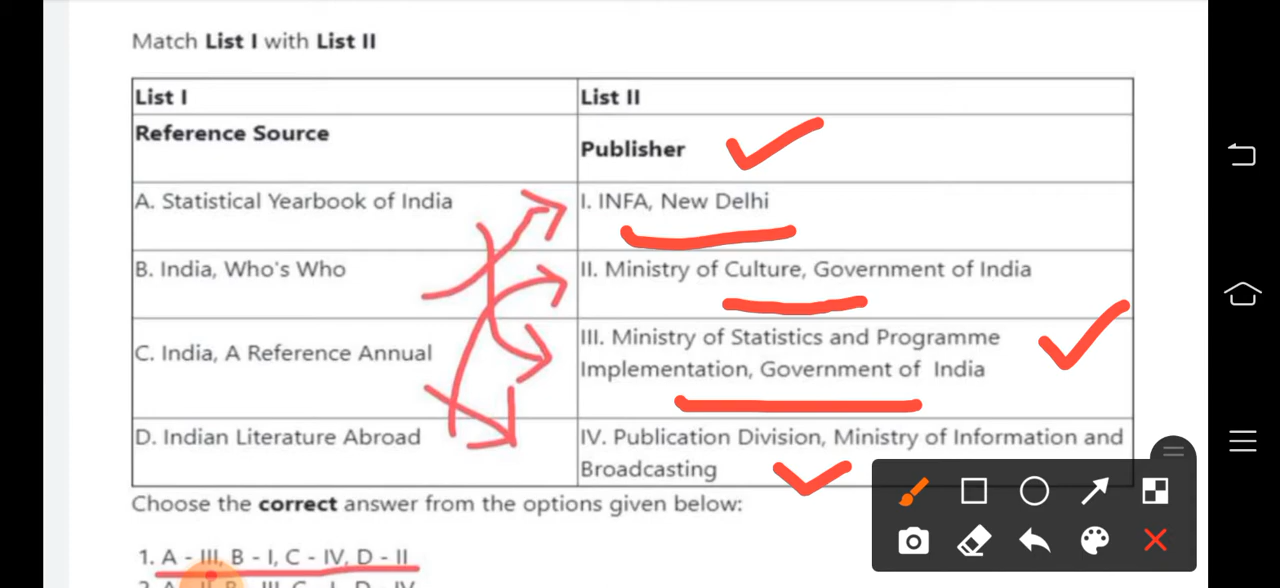 Match List I with List II
List I
List II
Reference Source
Publisher
A. Statistical Yearbook of India
I. INFA, New Delhi
B. India, Who's Who
II. Ministry of Culture, Government of India
C. India, A Reference Annual
III. Ministry of Statistics and Programme
Implementation, Government of India
D. Indian Literature Abroad
IV. Publication Division, Ministry of Information and
Broadcasting
Choose the correct answer from the options given below:
1. A - III, B - I, C - IV, D - II